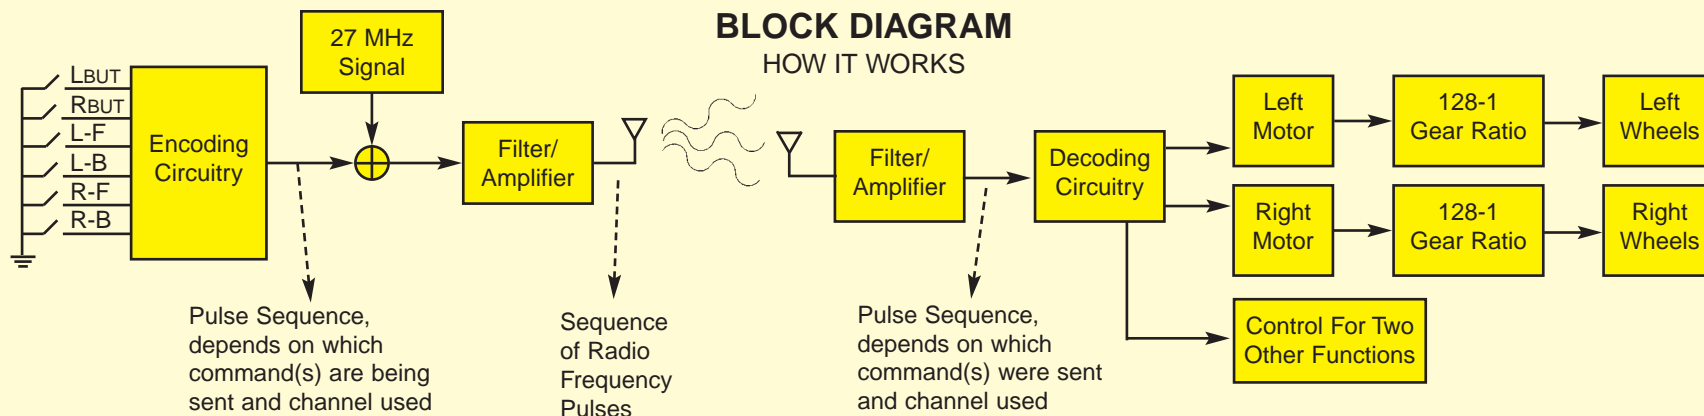 BLOCK DIAGRAM
HOW IT WORKS
27 MHz
Signal
LBUT
RBUT
L-F
L-B
R-F
R-B
Encoding
Circuitry
Filter/
Amplifier
Filter/
Amplifier
Decoding
Circuitry
Left
Motor
128-1
Gear Ratio
Left
Wheels
Right
Motor
128-1
Gear Ratio
Right
Wheels
Control For Two
Other Functions
Pulse Sequence,
depends on which
command(s) are being
sent and channel used
Sequence
of Radio
Frequency
Pulses
Pulse Sequence,
depends on which
command(s) were sent
and channel used